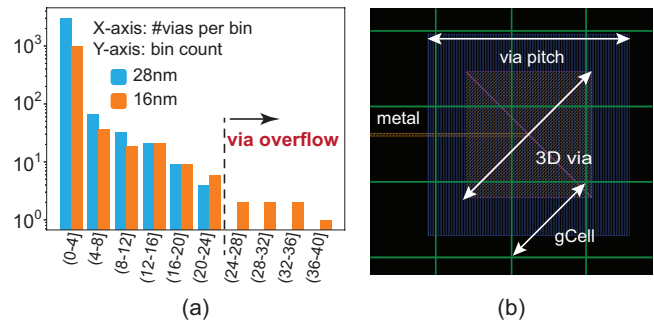 X-axis: #vias per bin
Y-axis: bin count
28nm
16nm
via overflow
10³
10²
10¹
10⁰
(0-4]
(4-8]
(8-12]
(12-16]
(16-20]
(20-24]
(24-28]
(28-32]
(32-36]
(36-40]
(a)
via pitch
metal
3D via
gCell
(b)